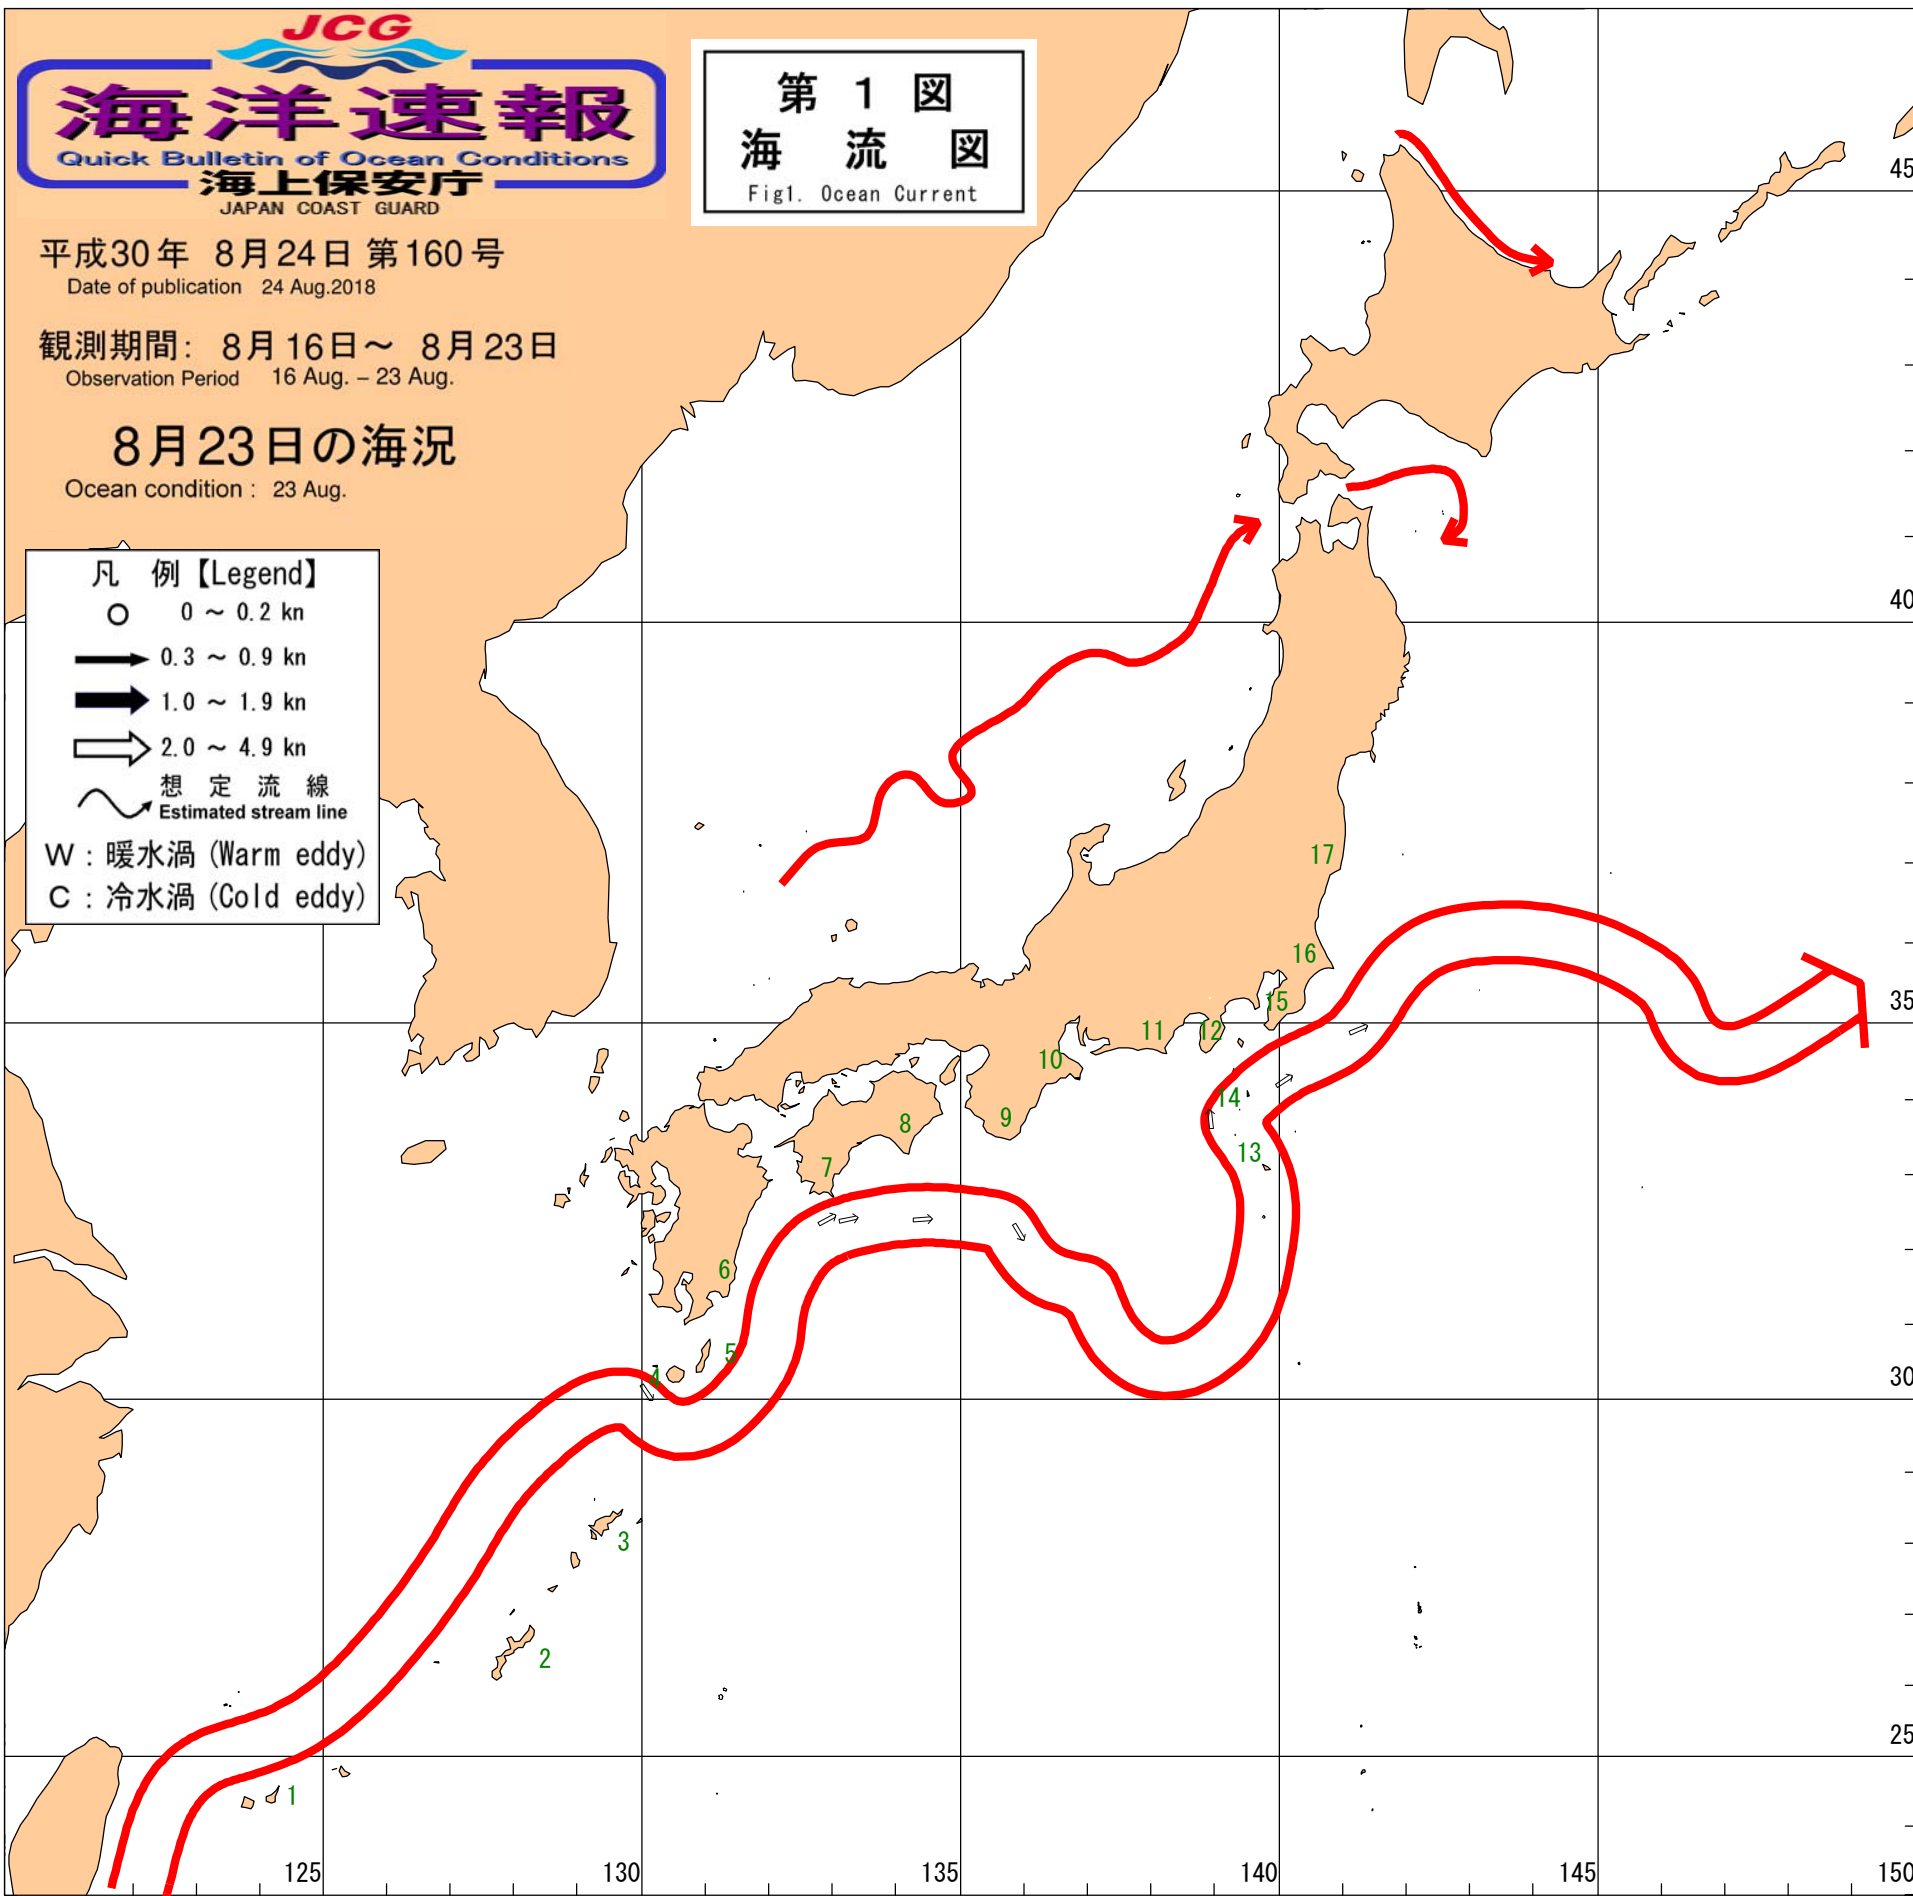 JCG
海洋速報
Quick Bulletin of Ocean Conditions
海上保安庁
JAPAN COAST GUARD
平成30年 8月24日 第160号
Date of publication 24 Aug.2018
観測期間: 8月16日～ 8月23日
Observation Period 16 Aug. – 23 Aug.
8月23日の海況
Ocean condition : 23 Aug.
第 1 図
海 流 図
Fig1. Ocean Current
凡 例【Legend】
0 ～ 0.2 kn
0.3 ～ 0.9 kn
1.0 ～ 1.9 kn
2.0 ～ 4.9 kn
想 定 流 線
Estimated stream line
W : 暖水渦 (Warm eddy)
C : 冷水渦 (Cold eddy)
45
40
17
16
35
15
11
12
10
14
9
8
13
7
6
5
4
30
3
2
25
1
125
130
135
140
145
150